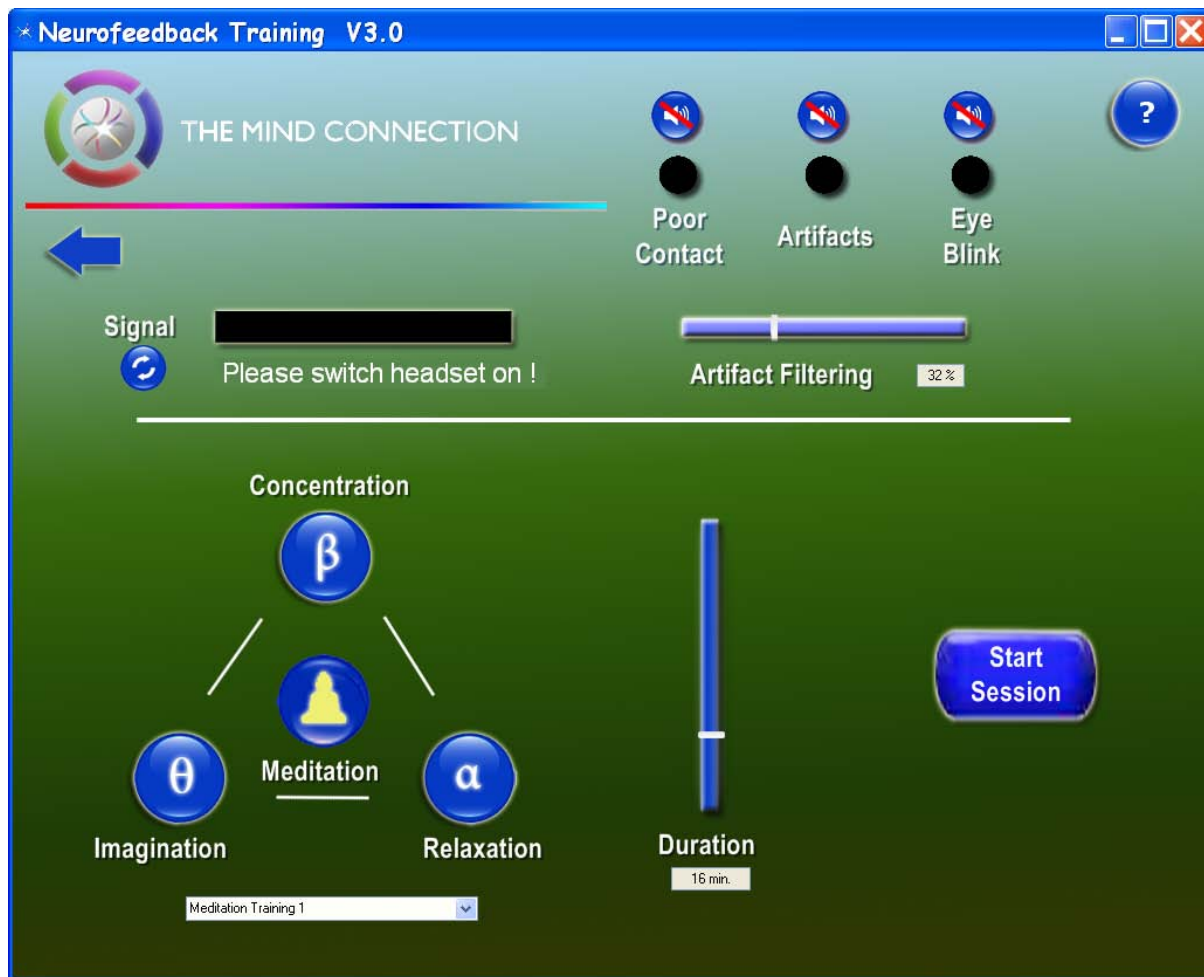 Neurofeedback Training V3.0
THE MIND CONNECTION
?
Poor
Contact
Artifacts
Eye
Blink
Signal
Please switch headset on !
Artifact Filtering
32 %
Concentration
β
Meditation
θ
α
Imagination
Relaxation
Meditation Training 1
Duration
16 min.
Start
Session